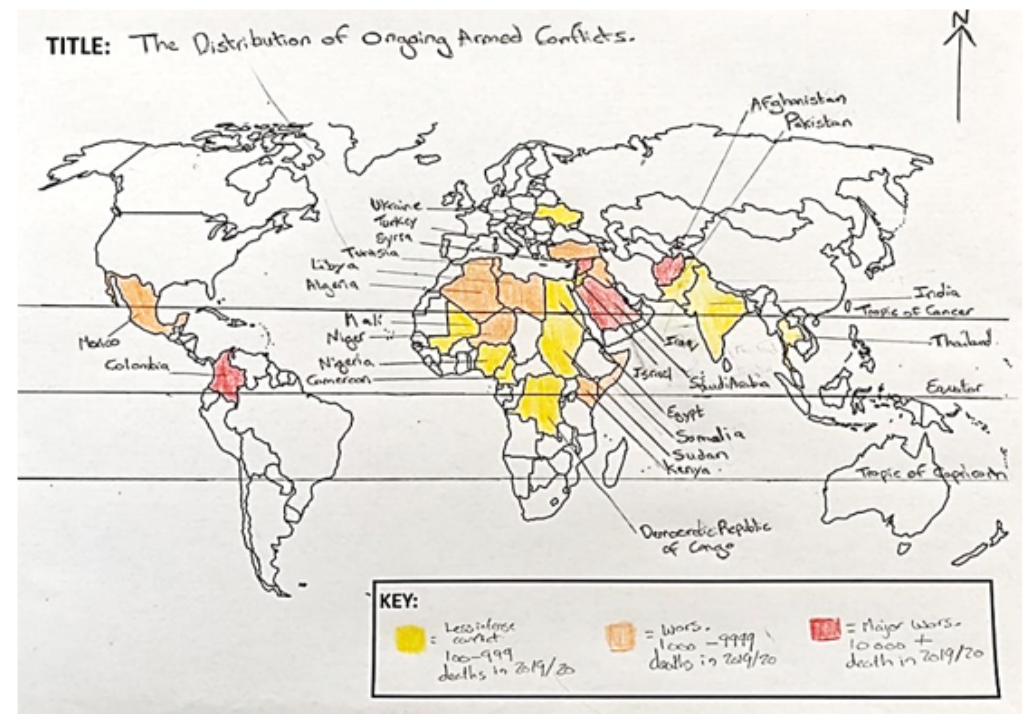 TITLE: The Distribution of Ongoing Armed Conflicts.
N
Afghanistan
Pakistan
Ukraine
Turkey
Syria
Tunisia
Libya
Algeria
Mali
Niger
Nigeria
Cameroon
Mexico
Colombia
India
Tropic of Cancer
Thailand
Iraq
Israel
Saudi Arabia
Equator
Egypt
Somalia
Sudan
Kenya
Tropic of Capricorn
Democratic Republic
of Congo
KEY:
= Less intense
conflict
100-999
deaths in 2019/20
= Wars.
1000 - 9999
deaths in 2019/20
= Major Wars.
10 000 +
death in 2019/20